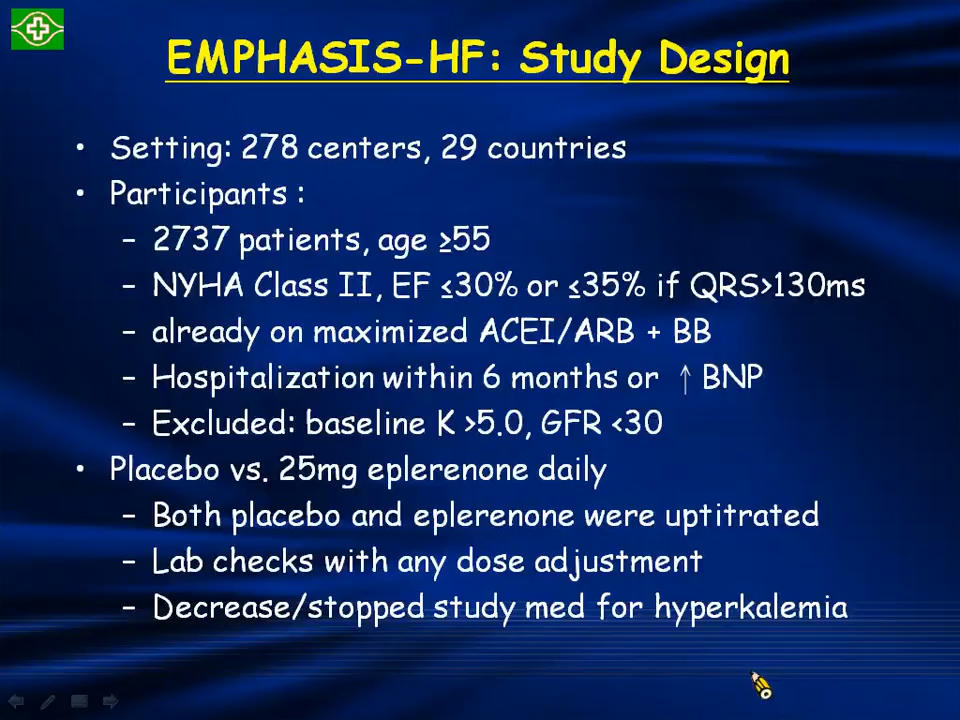 EMPHASIS-HF: Study Design
• Setting: 278 centers, 29 countries
• Participants :
– 2737 patients, age ≥55
– NYHA Class II, EF ≤30% or ≤35% if QRS>130ms
– already on maximized ACEI/ARB + BB
– Hospitalization within 6 months or ↑ BNP
– Excluded: baseline K >5.0, GFR <30
• Placebo vs. 25mg eplerenone daily
– Both placebo and eplerenone were uptitrated
– Lab checks with any dose adjustment
– Decrease/stopped study med for hyperkalemia